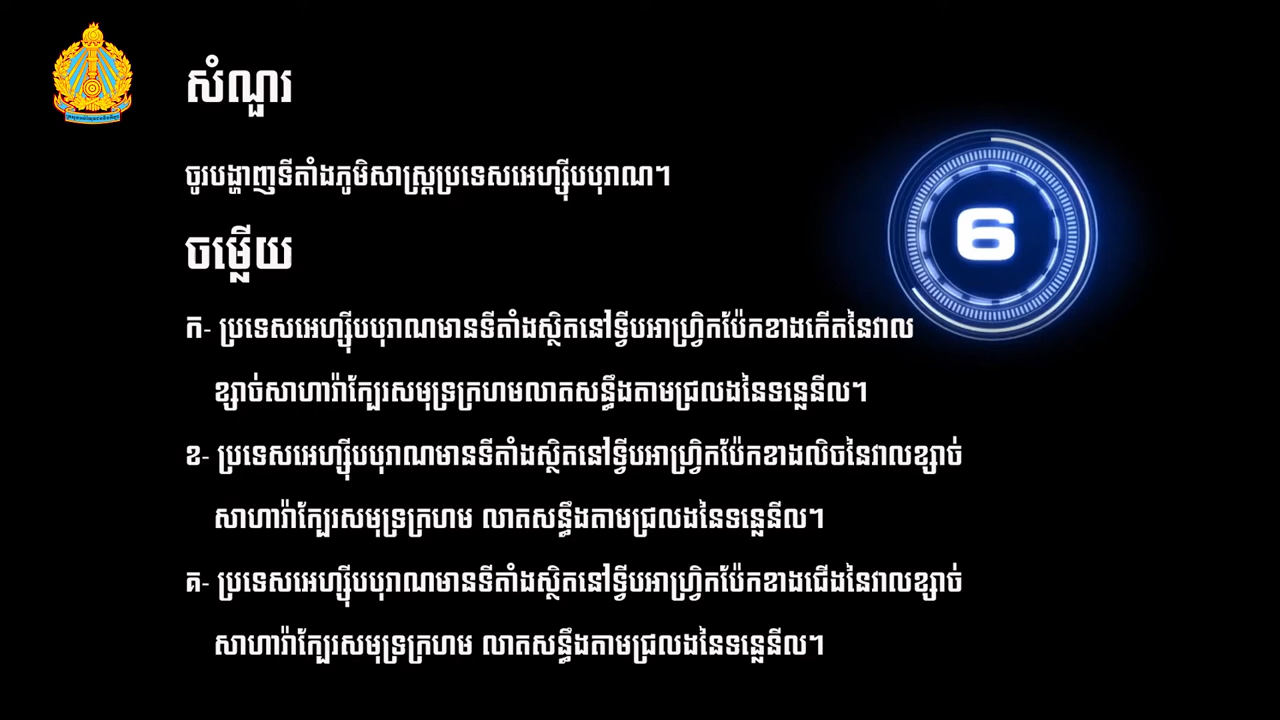 សំណួរ
ចូរបង្ហាញទីតាំងភូមិសាស្ត្រប្រទេសអេហ្ស៊ីបបុរាណ។
6
ចម្លើយ
ក- ប្រទេសអេហ្ស៊ីបបុរាណមានទីតាំងស្ថិតនៅទ្វីបអាហ្វ្រិកប៉ែកខាងកើតនៃវាល
ខ្សាច់សាហារ៉ាក្បែរសមុទ្រក្រហមលាតសន្ធឹងតាមជ្រលងនៃទន្លេនីល។
ខ- ប្រទេសអេហ្ស៊ីបបុរាណមានទីតាំងស្ថិតនៅទ្វីបអាហ្វ្រិកប៉ែកខាងលិចនៃវាលខ្សាច់
សាហារ៉ាក្បែរសមុទ្រក្រហម លាតសន្ធឹងតាមជ្រលងនៃទន្លេនីល។
គ- ប្រទេសអេហ្ស៊ីបបុរាណមានទីតាំងស្ថិតនៅទ្វីបអាហ្វ្រិកប៉ែកខាងជើងនៃវាលខ្សាច់
សាហារ៉ាក្បែរសមុទ្រក្រហម លាតសន្ធឹងតាមជ្រលងនៃទន្លេនីល។